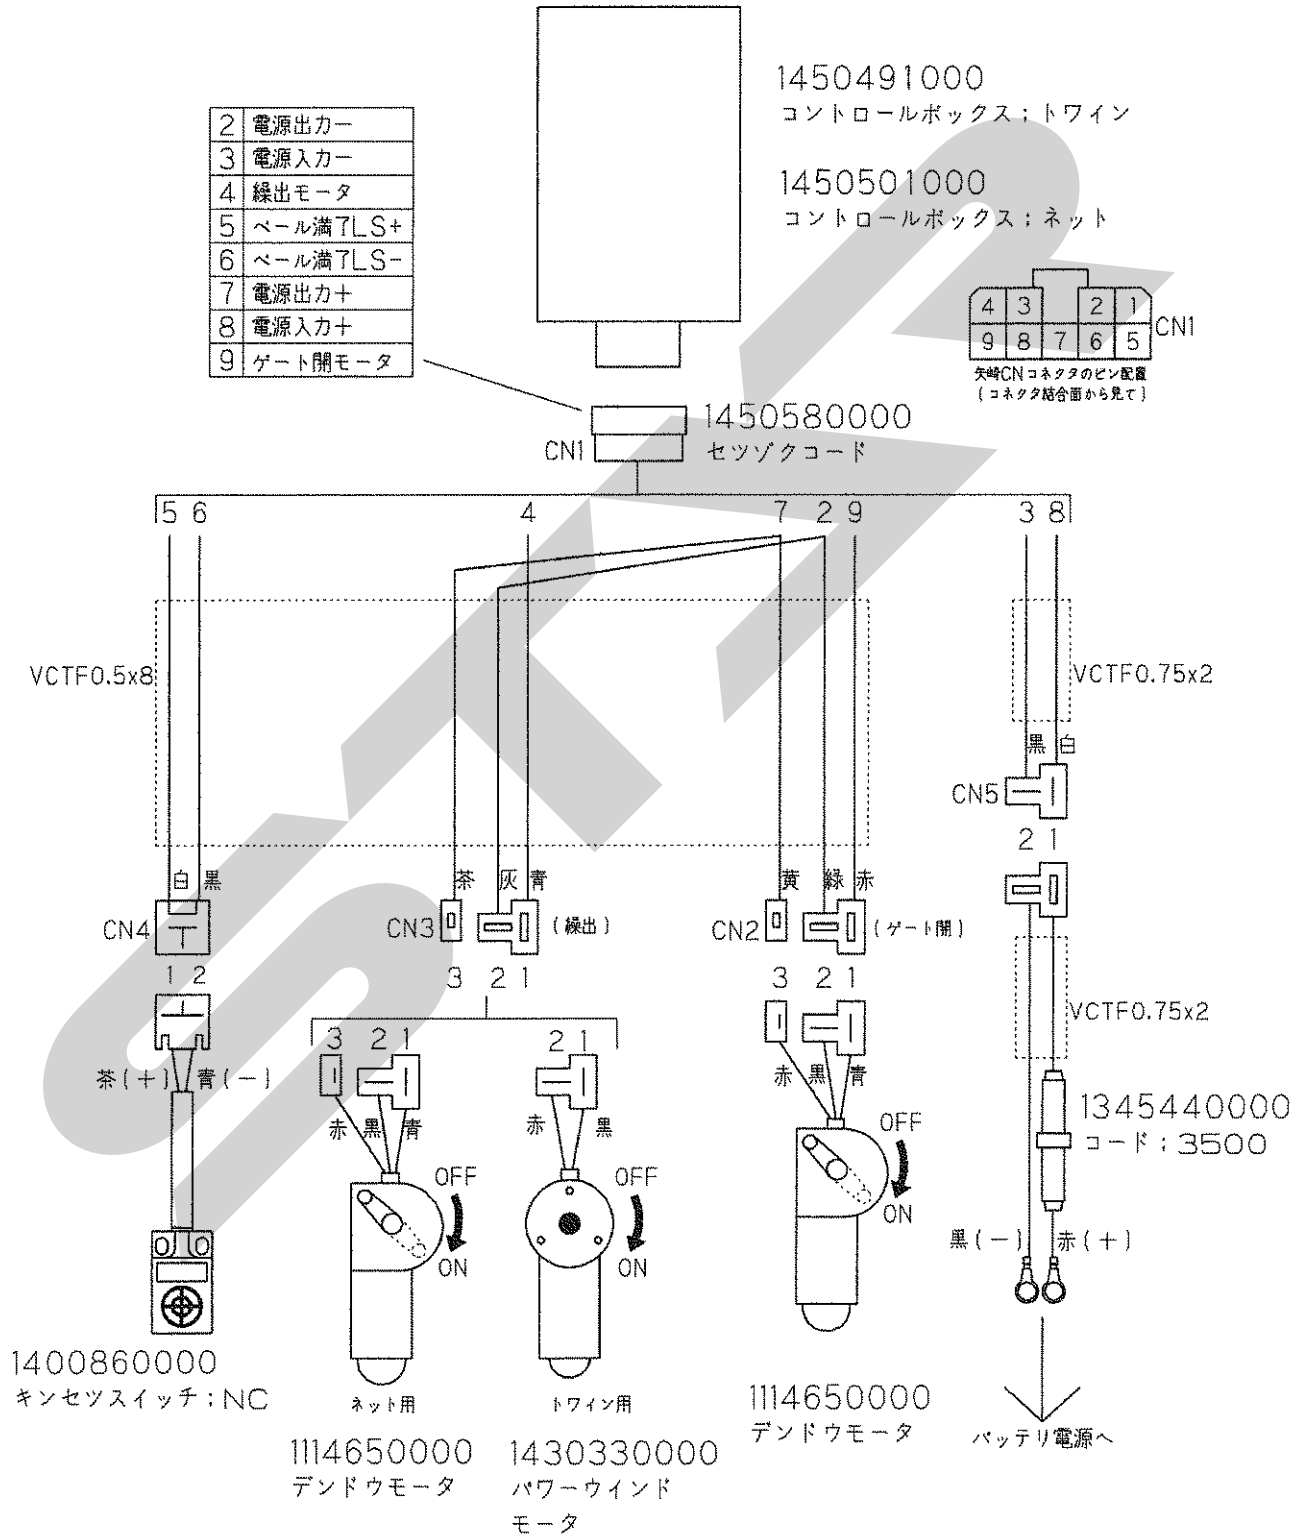 1450491000
コントロールボックス；トワイン
1450501000
コントロールボックス；ネット
2 電源出力ー
3 電源入力ー
4 繰出モータ
5 ベール満了LS+
6 ベール満了LS-
7 電源出力＋
8 電源入力＋
9 ゲート開モータ
4 3 2 1
9 8 7 6 5
CN1
矢崎CNコネクタのピン配置
(コネクタ結合面から見て)
CN1
1450580000
セツゾクコード
5 6 4 7 2 9 3 8
VCTF0.5x8
VCTF0.75x2
黒 白
CN5
2 1
白 黒
茶 灰 青
黄 緑 赤
CN4
CN3
(繰出)
CN2
(ゲート開)
1 2
3 2 1
3 2 1
VCTF0.75x2
3 2 1
2 1
茶(＋) 青(－)
赤 黒 青
赤 黒
赤 黒 青
1345440000
コード；3500
OFF
ON
OFF
ON
OFF
ON
黒(－) 赤(＋)
1400860000
キンセツスイッチ；NC
ネット用
1114650000
デンドウモータ
トワイン用
1430330000
パワーウインド
モータ
1114650000
デンドウモータ
バッテリ電源へ
STAR